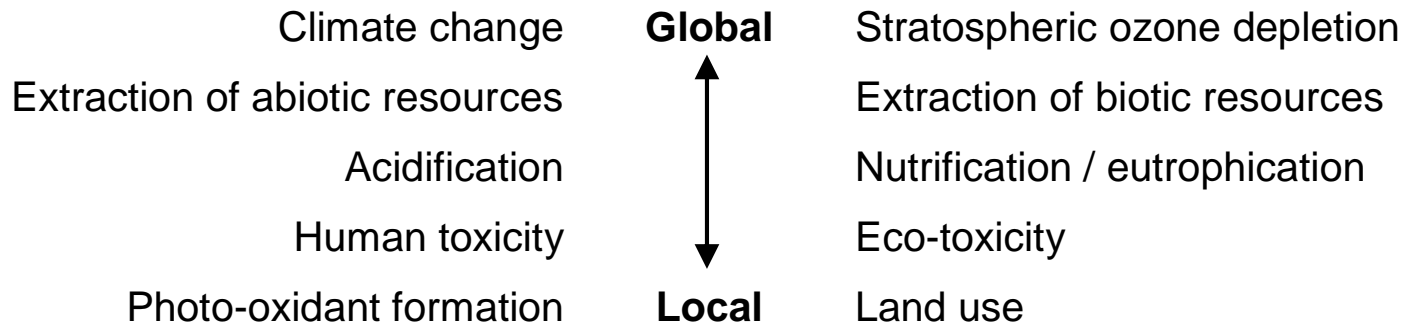 Climate change Global Stratospheric ozone depletion
Extraction of abiotic resources Extraction of biotic resources
Acidification Nutrification / eutrophication
Human toxicity Eco-toxicity
Photo-oxidant formation Local Land use